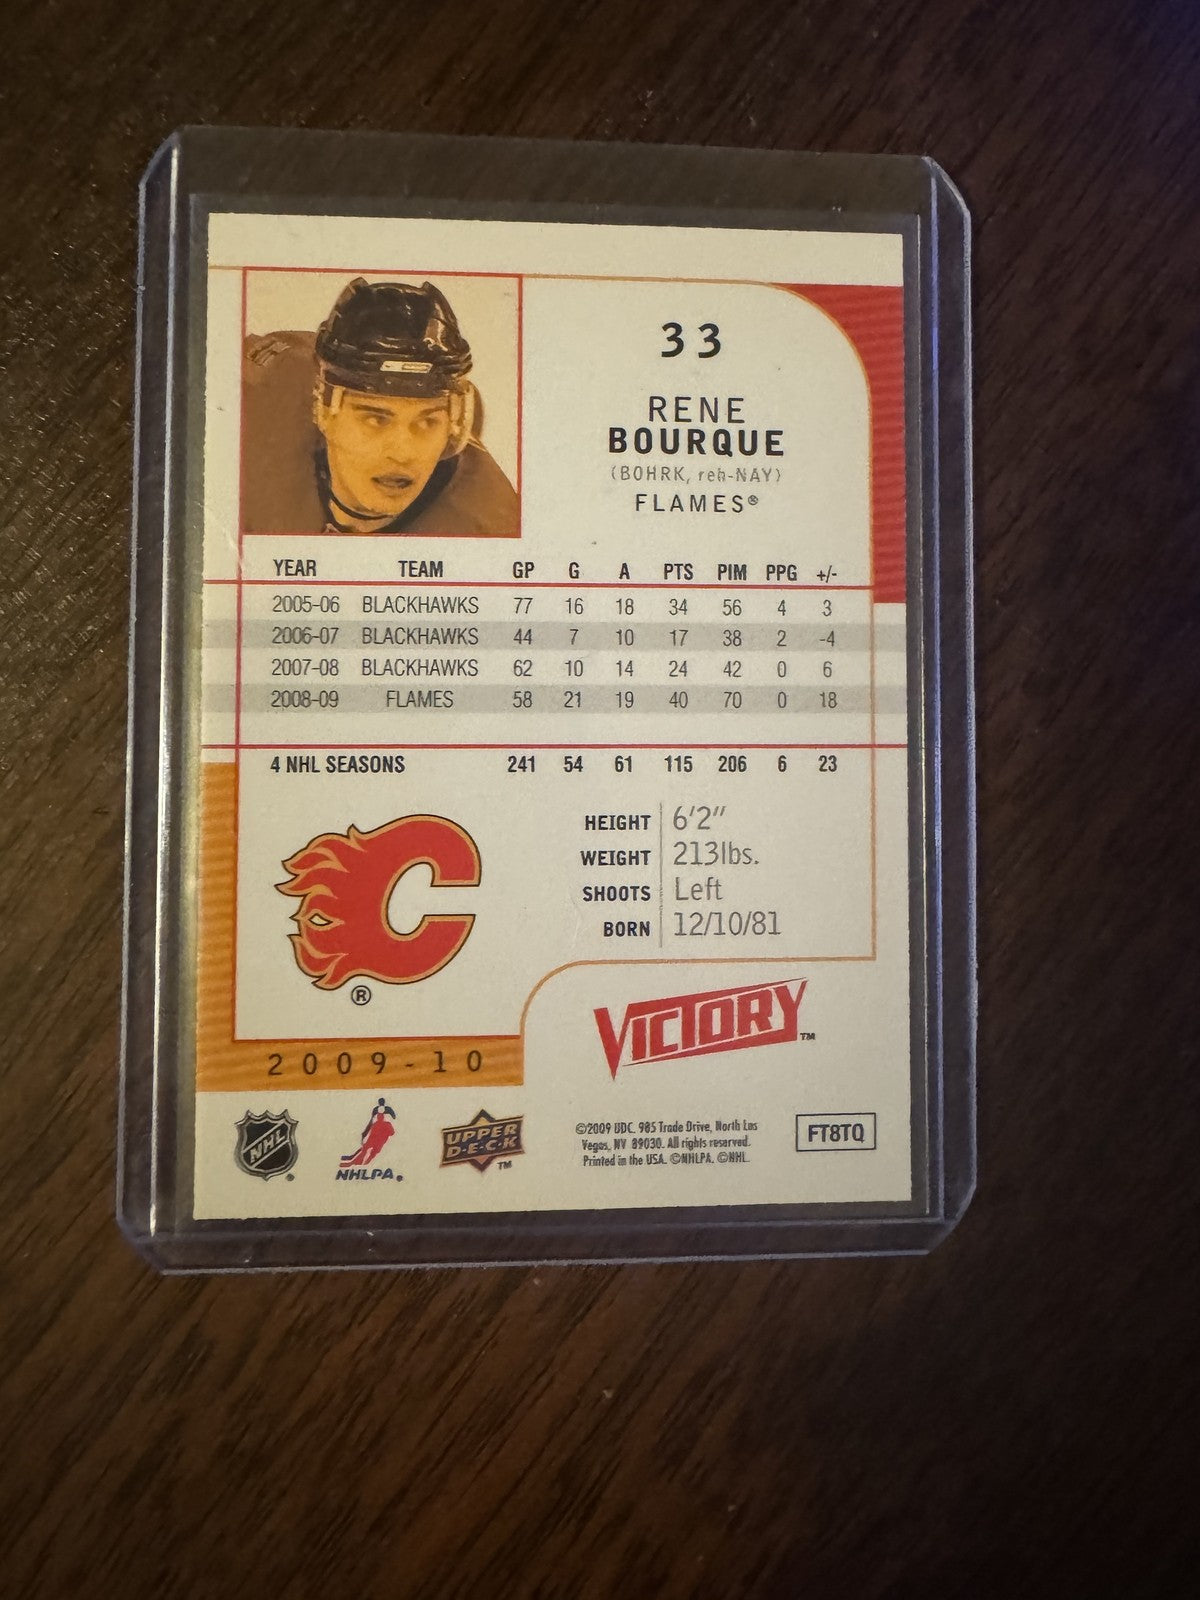 33
RENE
BOURQUE
(BOHRK, reh-NAY)
FLAMES®
YEAR TEAM GP G A PTS PIM PPG +/-
2005-06 BLACKHAWKS 77 16 18 34 56 4 3
2006-07 BLACKHAWKS 44 7 10 17 38 2 -4
2007-08 BLACKHAWKS 62 10 14 24 42 0 6
2008-09 FLAMES 58 21 19 40 70 0 18
4 NHL SEASONS 241 54 61 115 206 6 23
HEIGHT 6'2"
WEIGHT 213lbs.
SHOOTS Left
BORN 12/10/81
C
®
VICTORY™
2009-10
NHL®
NHLPA®
UPPER
D·E·C·K™
©2009 UDC. 985 Trade Drive, North Las
Vegas, NV 89030. All rights reserved.
Printed in the USA. ©NHLPA. ©NHL.
FT8TQ